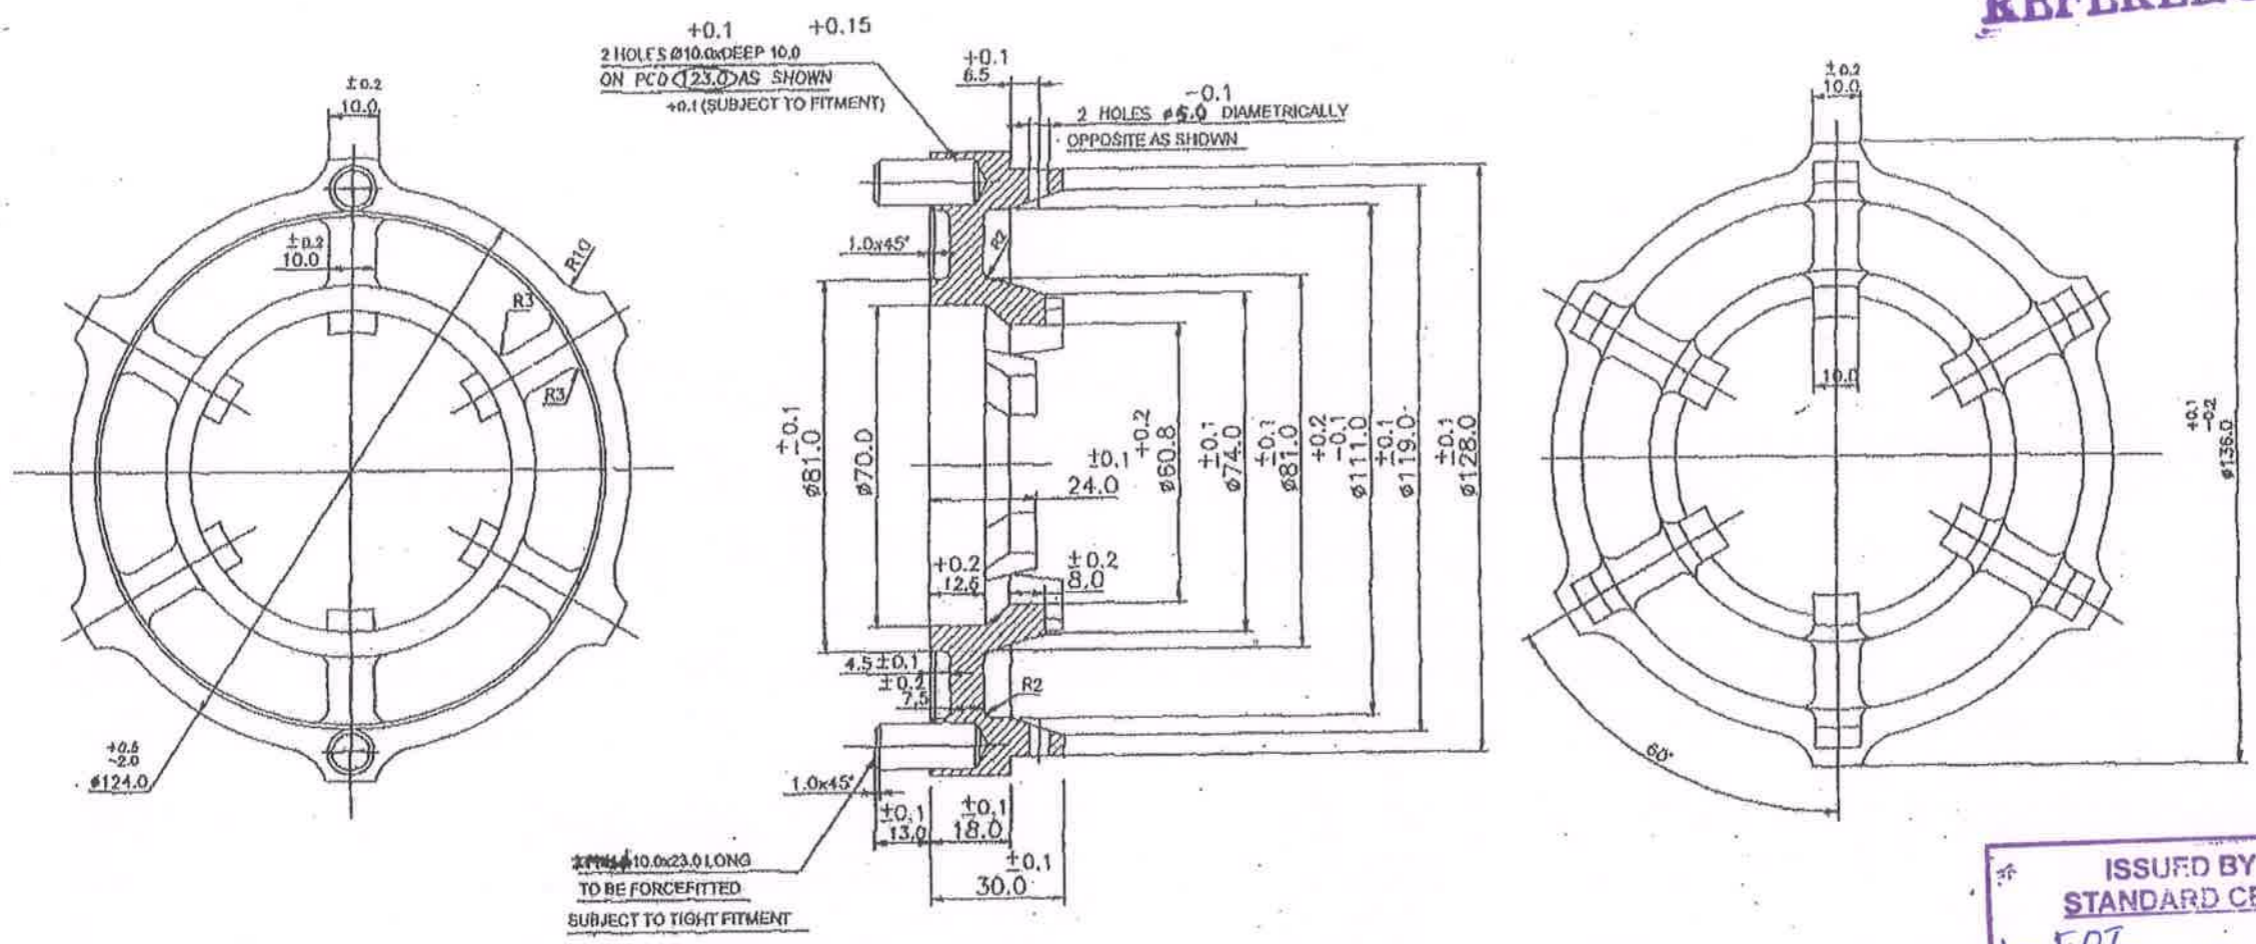 +0.1 +0.15
2 HOLES Ø10.0xDEEP 10,0
ON PCD 123.0 AS SHOWN
+0.1 (SUBJECT TO FITMENT)
±0.2
10.0
±0.2
10.0
R10
R3
R3
+0.5
-2.0
ø124.0
+0.1
6.5
-0.1
2 HOLES ø5.0 DIAMETRICALLY
OPPOSITE AS SHOWN
1.0x45°
R2
±0.1
ø81.0
ø70.0
±0.1
24.0
+0.2
ø60.8
±0.1
ø74.0
±0.1
ø81.0
+0.2
-0.1
ø111.0
±0.1
ø119.0
±0.1
ø128.0
+0.2
12.5
±0.2
8.0
4.5±0.1
±0.2
7.5
R2
1.0x45°
±0.1
13.0
±0.1
18.0
±0.1
30.0
10.0x23.0 LONG
TO BE FORCEFITTED
SUBJECT TO TIGHT FITMENT
±0.2
10.0
10.0
60°
+0.1
-0.2
ø136.0
ISSUED BY
STANDARD